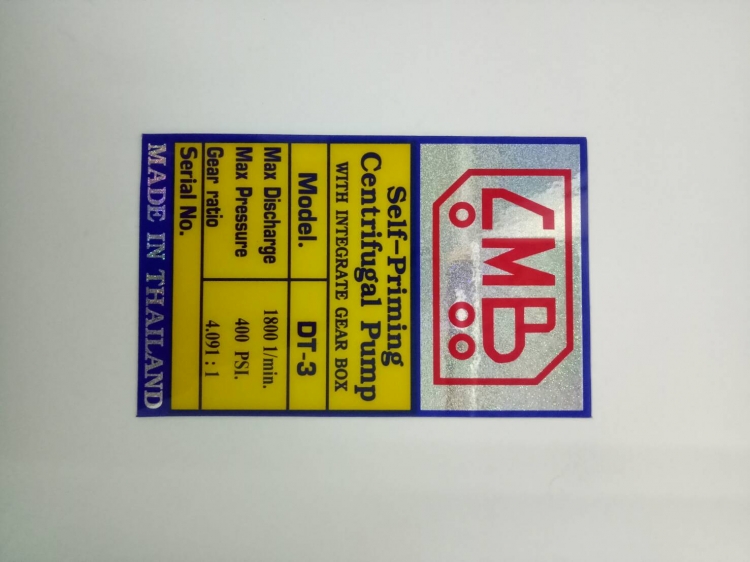 LMB
Self-Priming
Centrifugal Pump
WITH INTEGRATE GEAR BOX
Model. DT-3
Max Discharge 1800 l/min.
Max Pressure 400 PSI.
Gear ratio 4.091 : 1
Serial No.
MADE IN THAILAND